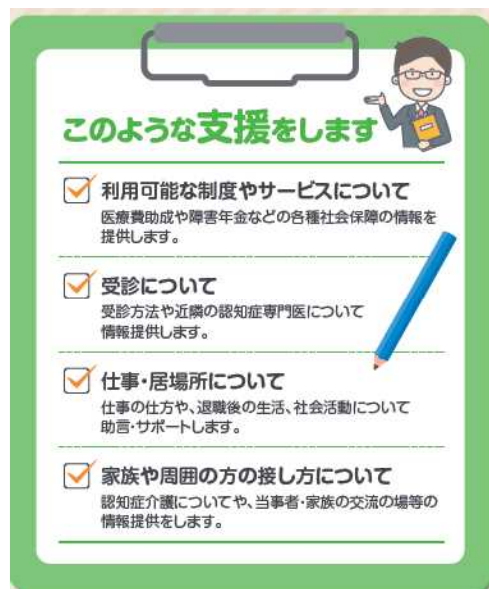 このような支援をします
利用可能な制度やサービスについて
医療費助成や障害年金などの各種社会保障の情報を
提供します。
受診について
受診方法や近隣の認知症専門医について
情報提供します。
仕事・居場所について
仕事の仕方や、退職後の生活、社会活動について
助言・サポートします。
家族や周囲の方の接し方について
認知症介護についてや、当事者・家族の交流の場等の
情報提供をします。